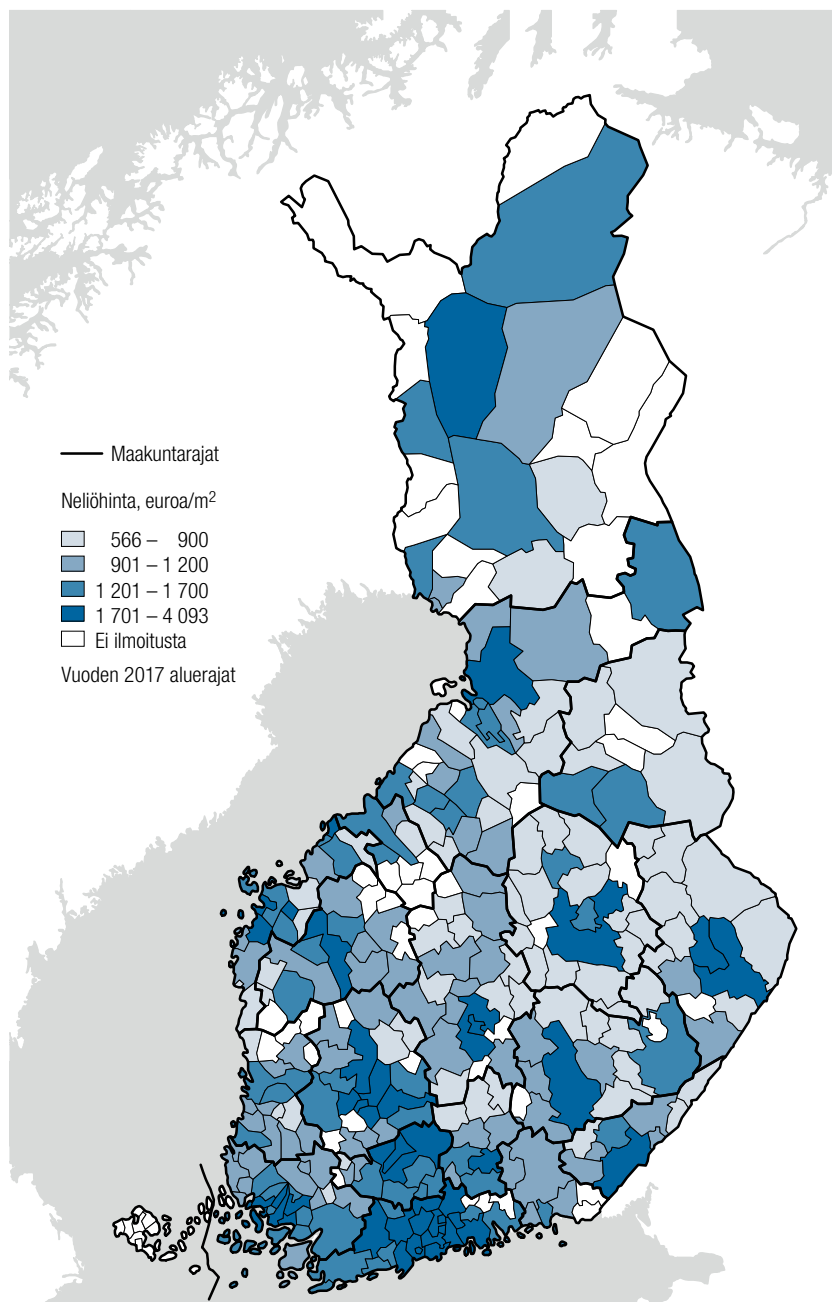 Maakuntarajat
Neliöhinta, euroa/m²
566 – 900
901 – 1 200
1 201 – 1 700
1 701 – 4 093
Ei ilmoitusta
Vuoden 2017 aluerajat